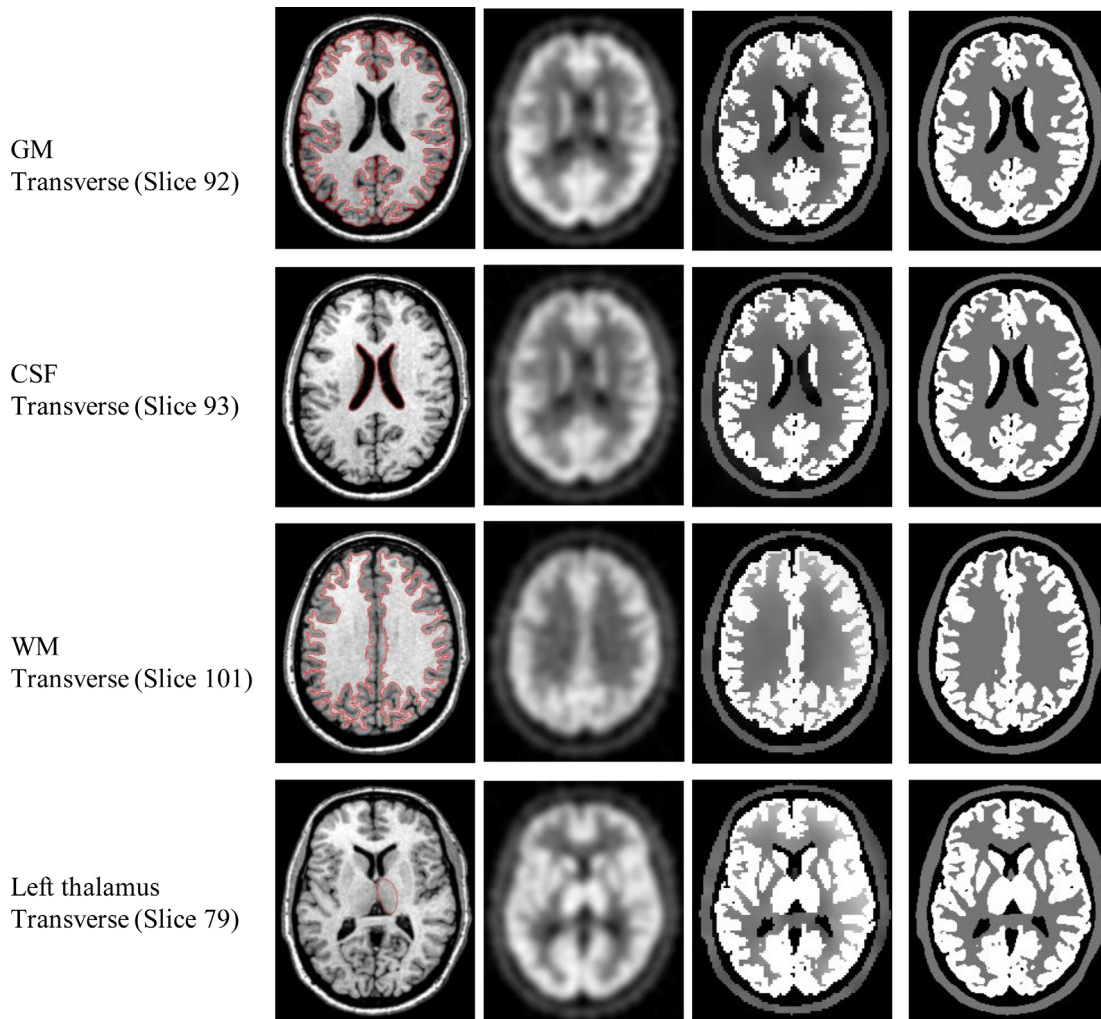 GM
Transverse (Slice 92)
CSF
Transverse (Slice 93)
WM
Transverse (Slice 101)
Left thalamus
Transverse (Slice 79)